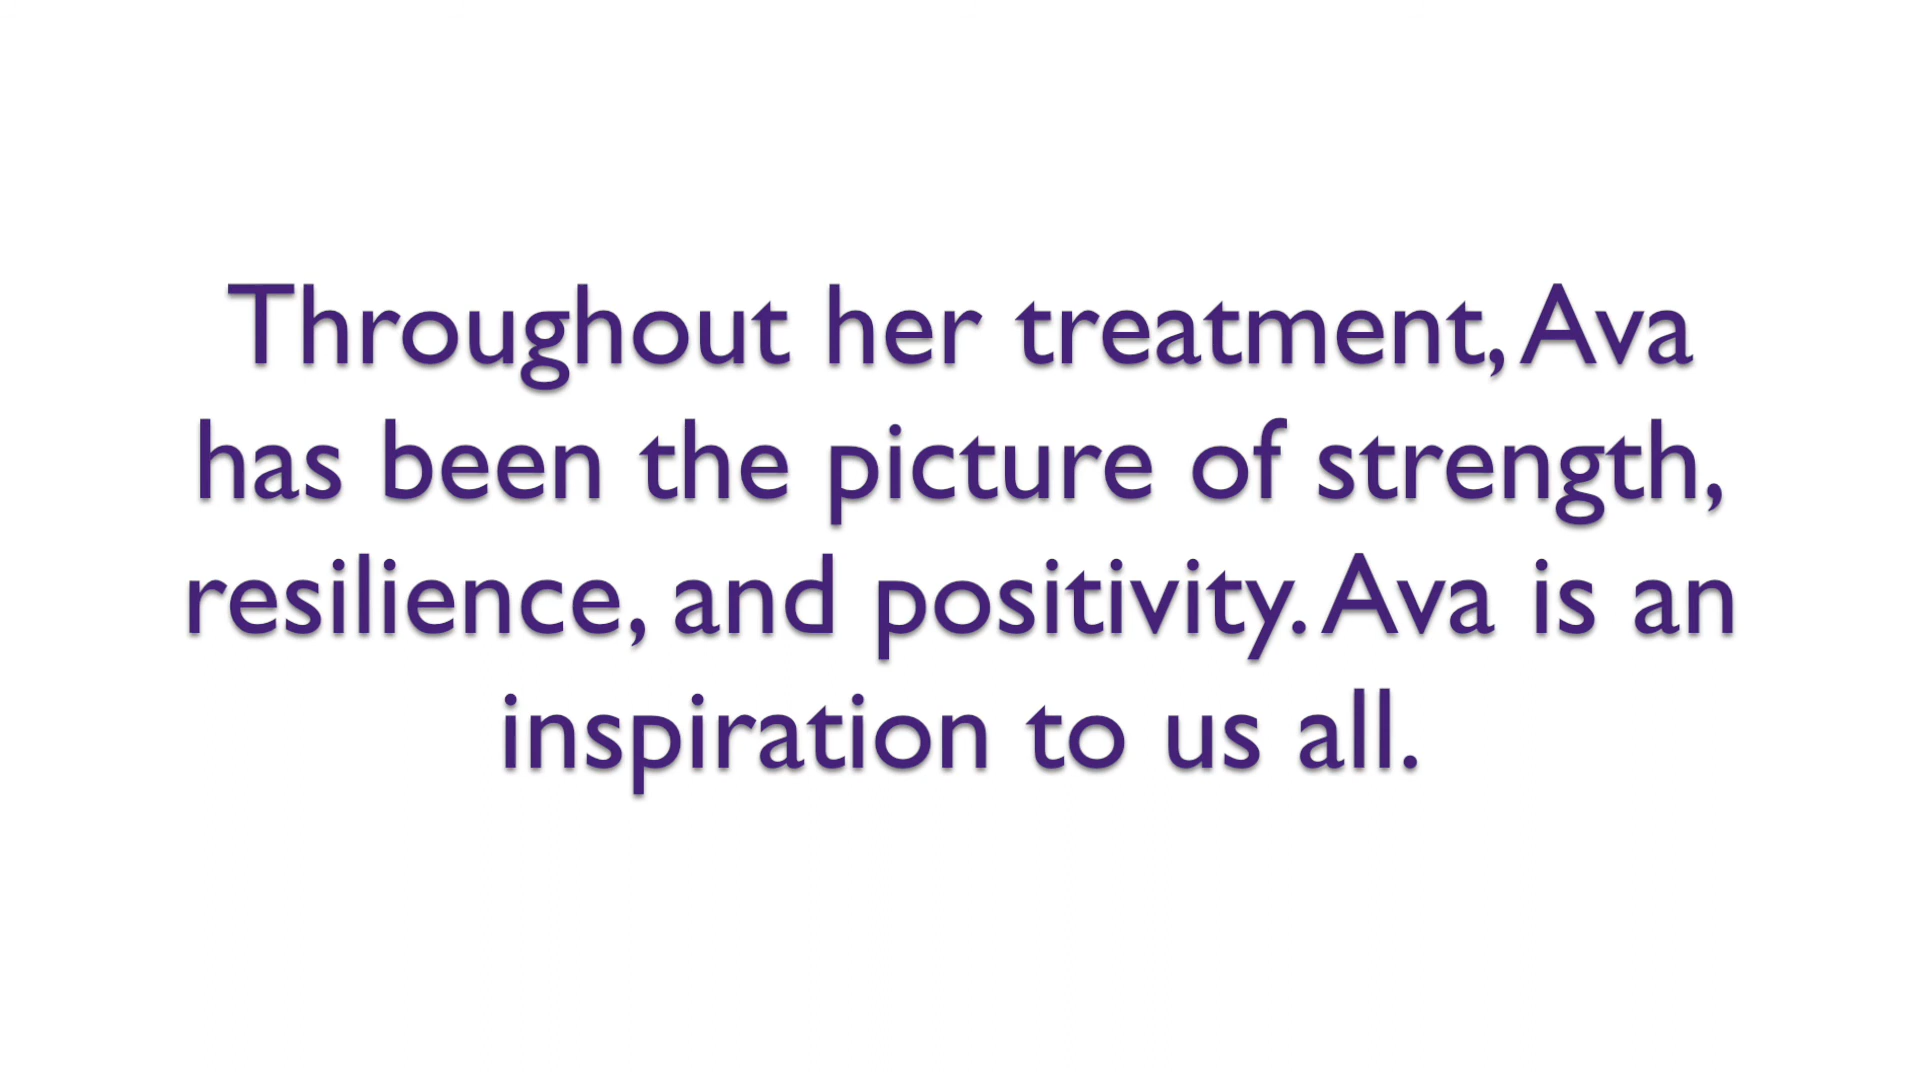 Throughout her treatment, Ava
has been the picture of strength,
resilience, and positivity. Ava is an
inspiration to us all.